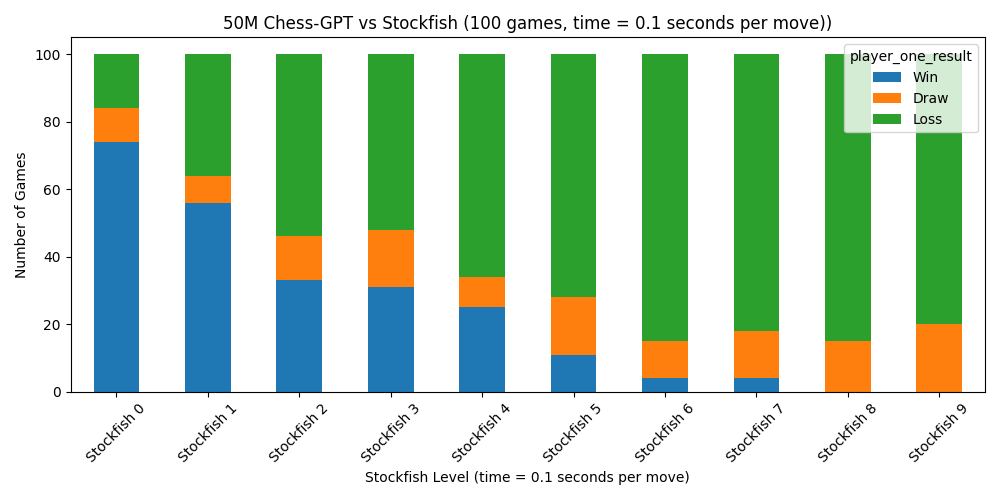 50M Chess-GPT vs Stockfish (100 games, time = 0.1 seconds per move))
player_one_result
Win
Draw
Loss
Number of Games
100
80
60
40
20
0
Stockfish 0
Stockfish 1
Stockfish 2
Stockfish 3
Stockfish 4
Stockfish 5
Stockfish 6
Stockfish 7
Stockfish 8
Stockfish 9
Stockfish Level (time = 0.1 seconds per move)